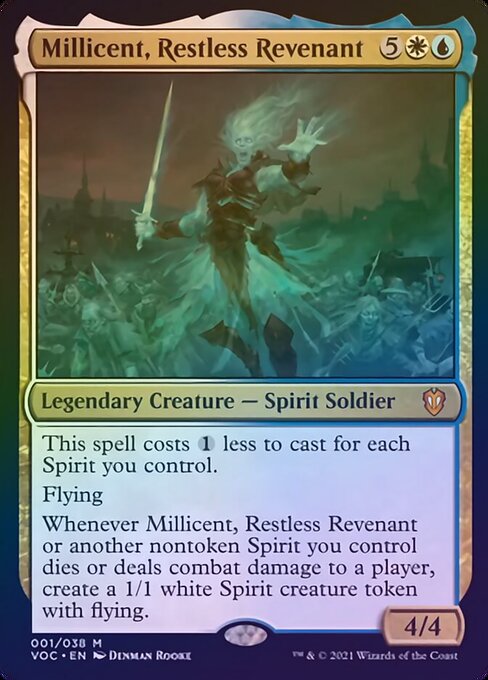 Millicent, Restless Revenant 5
Legendary Creature — Spirit Soldier
This spell costs 1 less to cast for each
Spirit you control.
Flying
Whenever Millicent, Restless Revenant
or another nontoken Spirit you control
dies or deals combat damage to a player,
create a 1/1 white Spirit creature token
with flying.
4/4
001/038 M
VOC • EN Denman Rooke
™ & © 2021 Wizards of the Coast